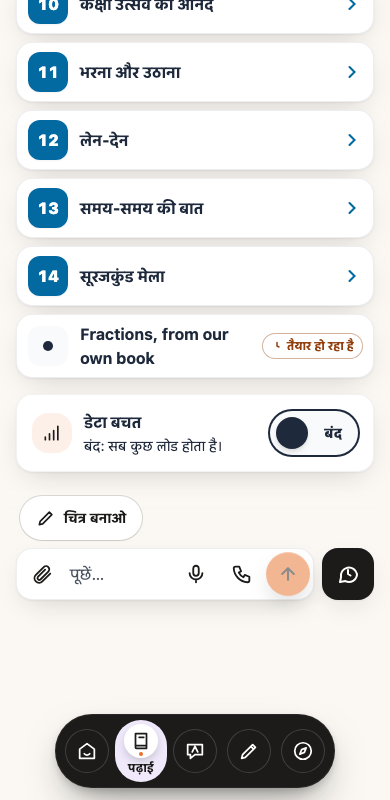 10 कक्षा उत्सव का आनंद
11 भरना और उठाना
12 लेन-देन
13 समय-समय की बात
14 सूरजकुंड मेला
Fractions, from our
own book
तैयार हो रहा है
डेटा बचत
बंद: सब कुछ लोड होता है।
बंद
चित्र बनाओ
पूछें...
पढ़ाई